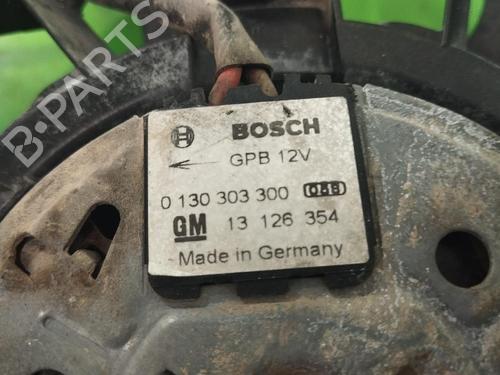 B-PARTS
BOSCH
GPB 12V
0 130 303 300
GM 13 126 354
Made in Germany